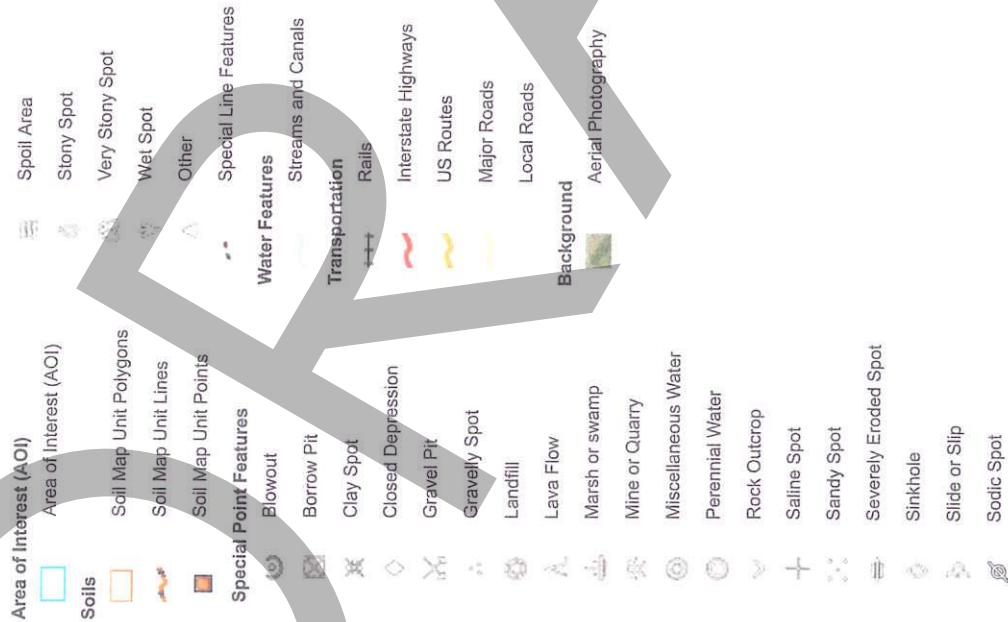 Area of Interest (AOI)
Area of Interest (AOI)
Soils
Soil Map Unit Polygons
Soil Map Unit Lines
Soil Map Unit Points
Special Point Features
Blowout
Borrow Pit
Clay Spot
Closed Depression
Gravel Pit
Gravelly Spot
Landfill
Lava Flow
Marsh or swamp
Mine or Quarry
Miscellaneous Water
Perennial Water
Rock Outcrop
Saline Spot
Sandy Spot
Severely Eroded Spot
Sinkhole
Slide or Slip
Sodic Spot
Spoil Area
Stony Spot
Very Stony Spot
Wet Spot
Other
Special Line Features
Water Features
Streams and Canals
Transportation
Rails
Interstate Highways
US Routes
Major Roads
Local Roads
Background
Aerial Photography